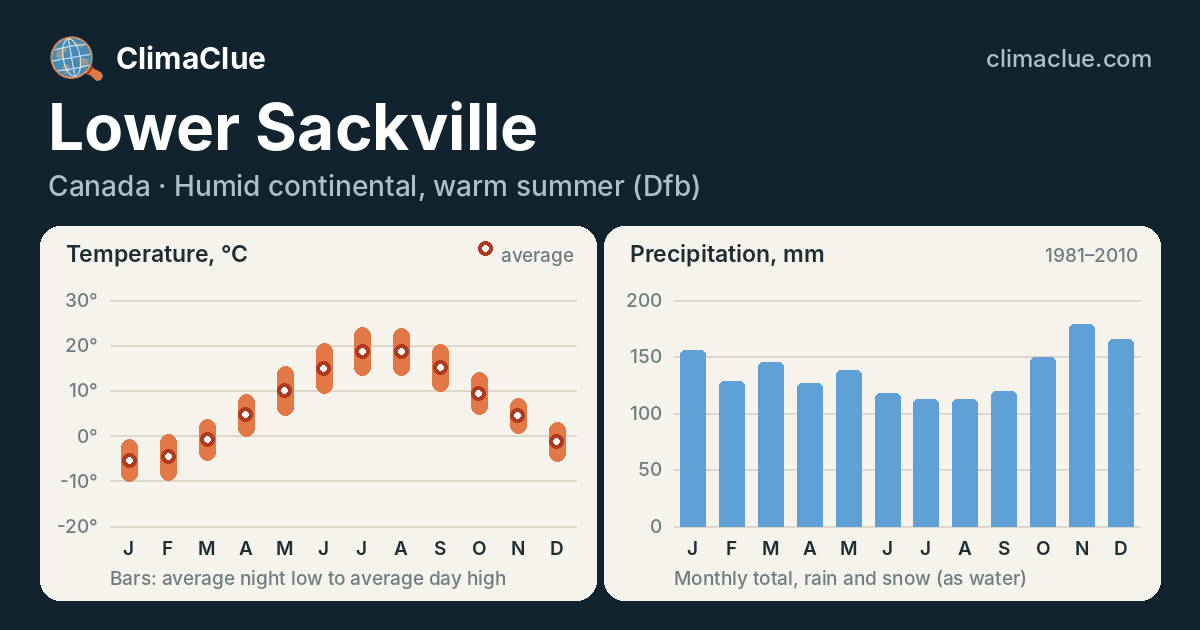 ClimaClue
climaclue.com
Lower Sackville
Canada · Humid continental, warm summer (Dfb)
Temperature, °C
average
30°
20°
10°
0°
-10°
-20°
J F M A M J J A S O N D
Bars: average night low to average day high
Precipitation, mm
1981–2010
200
150
100
50
0
J F M A M J J A S O N D
Monthly total, rain and snow (as water)